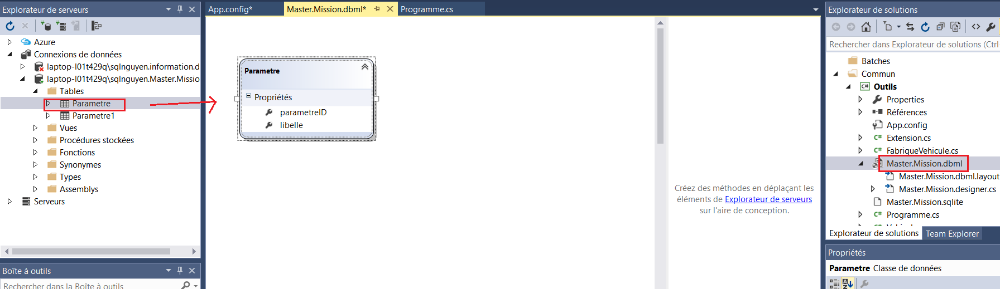 Explorateur de serveurs
Azure
Connexions de données
laptop-l01t429q\sqlnguyen.information.d
laptop-l01t429q\sqlnguyen.Master.Missio
Tables
Parametre
Parametre1
Vues
Procédures stockées
Fonctions
Synonymes
Types
Assemblys
Serveurs
Boîte à outils
Rechercher dans la Boîte à outils
App.config*
Master.Mission.dbml*
Programme.cs
Parametre
Propriétés
parametreID
libelle
Créez des méthodes en déplaçant les
éléments de Explorateur de serveurs
sur l'aire de conception.
Explorateur de solutions
Rechercher dans Explorateur de solutions (Ctrl
Batches
Commun
C# Outils
Properties
Références
App.config
C# Extension.cs
C# FabriqueVehicule.cs
Master.Mission.dbml
Master.Mission.dbml.layout
Master.Mission.designer.cs
Master.Mission.sqlite
C# Programme.cs
Explorateur de solutions
Team Explorer
Propriétés
Parametre Classe de données